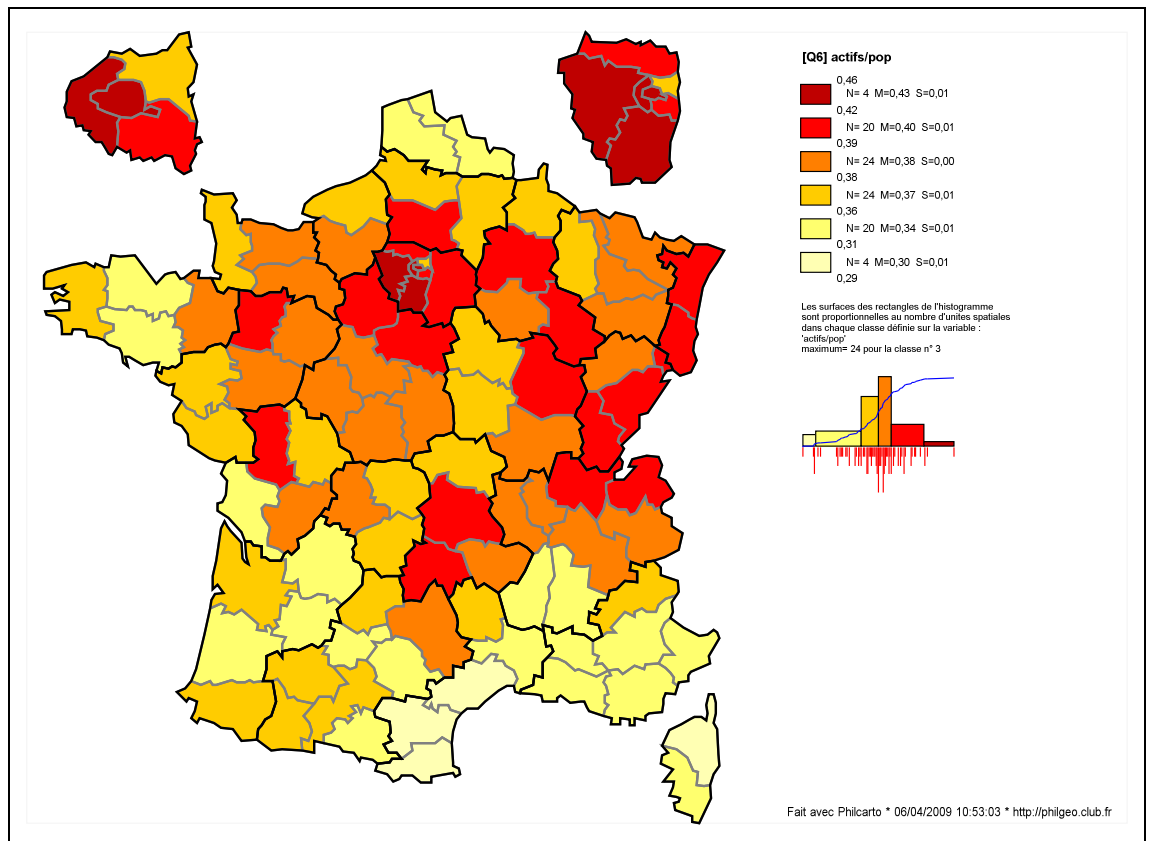 [Q6] actifs/pop
0,46
N= 4 M=0,43 S=0,01
0,42
N= 20 M=0,40 S=0,01
0,39
N= 24 M=0,38 S=0,00
0,38
N= 24 M=0,37 S=0,01
0,36
N= 20 M=0,34 S=0,01
0,31
N= 4 M=0,30 S=0,01
0,29
Les surfaces des rectangles de l'histogramme
sont proportionnelles au nombre d'unites spatiales
dans chaque classe définie sur la variable :
'actifs/pop'
maximum= 24 pour la classe n° 3
Fait avec Philcarto * 06/04/2009 10:53:03 * http://philgeo.club.fr